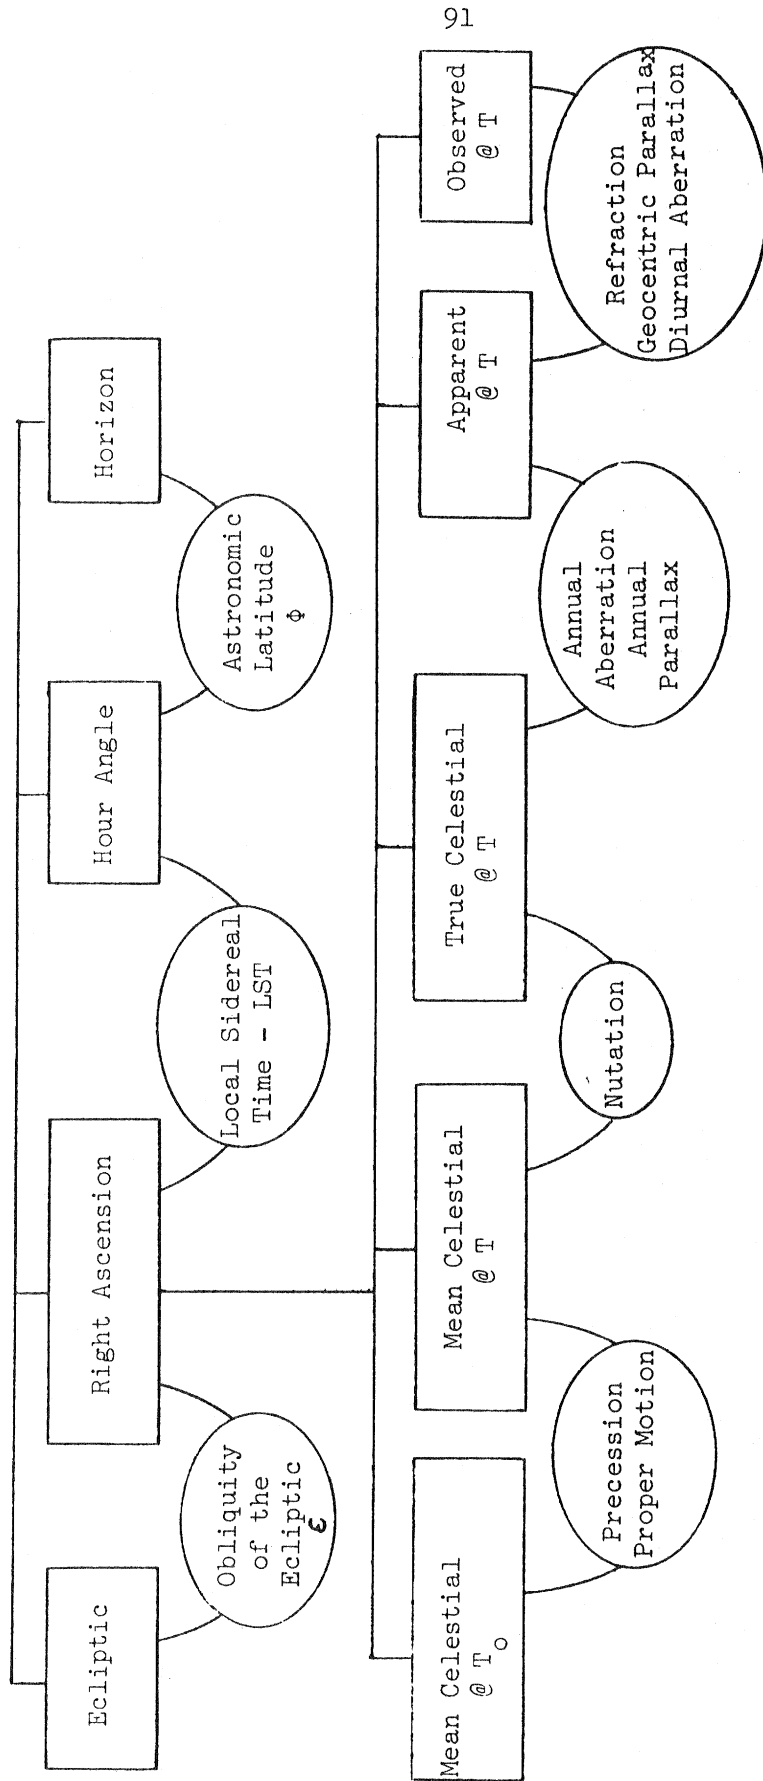 91
Ecliptic
Obliquity
of the
Ecliptic
ε
Right Ascension
Local Sidereal
Time - LST
Hour Angle
Astronomic
Latitude
Φ
Horizon
Mean Celestial
@ T₀
Precession
Proper Motion
Mean Celestial
@ T
Nutation
True Celestial
@ T
Annual
Aberration
Annual
Parallax
Apparent
@ T
Refraction
Geocentric Parallax
Diurnal Aberration
Observed
@ T